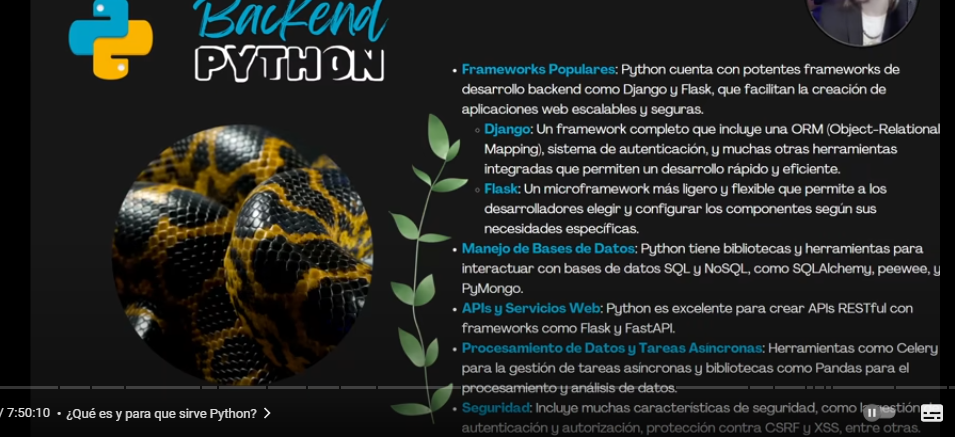 Backend
PYTHON
• Frameworks Populares: Python cuenta con potentes frameworks de
desarrollo backend como Django y Flask, que facilitan la creación de
aplicaciones web escalables y seguras.
◦ Django: Un framework completo que incluye una ORM (Object-Relational
Mapping), sistema de autenticación, y muchas otras herramientas
integradas que permiten un desarrollo rápido y eficiente.
◦ Flask: Un microframework más ligero y flexible que permite a los
desarrolladores elegir y configurar los componentes según sus
necesidades específicas.
• Manejo de Bases de Datos: Python tiene bibliotecas y herramientas para
interactuar con bases de datos SQL y NoSQL, como SQLAlchemy, peewee, y
PyMongo.
• APIs y Servicios Web: Python es excelente para crear APIs RESTful con
frameworks como Flask y FastAPI.
• Procesamiento de Datos y Tareas Asíncronas: Herramientas como Celery
para la gestión de tareas asíncronas y bibliotecas como Pandas para el
procesamiento y análisis de datos.
• Seguridad: Incluye muchas características de seguridad, como la gestión
autenticación y autorización, protección contra CSRF y XSS, entre otras.
/ 7:50:10 • ¿Qué es y para que sirve Python? >